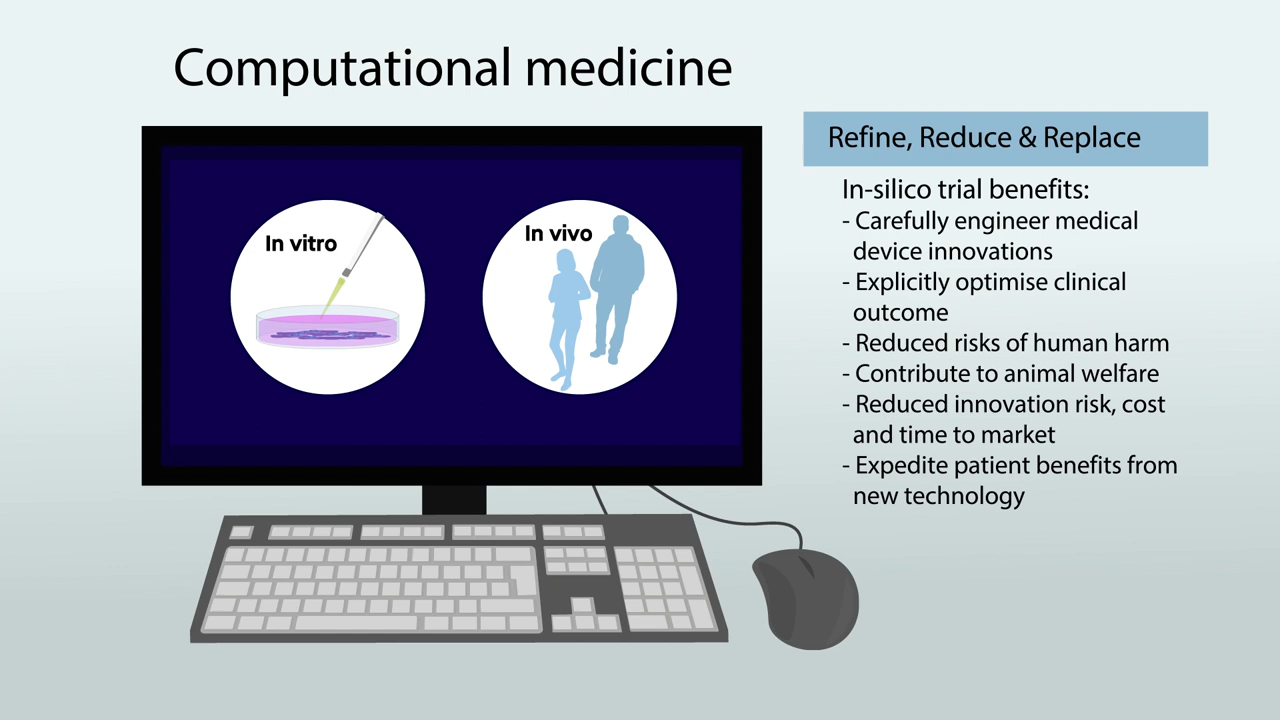 Computational medicine
In vitro
In vivo
Refine, Reduce & Replace
In-silico trial benefits:
- Carefully engineer medical
device innovations
- Explicitly optimise clinical
outcome
- Reduced risks of human harm
- Contribute to animal welfare
- Reduced innovation risk, cost
and time to market
- Expedite patient benefits from
new technology